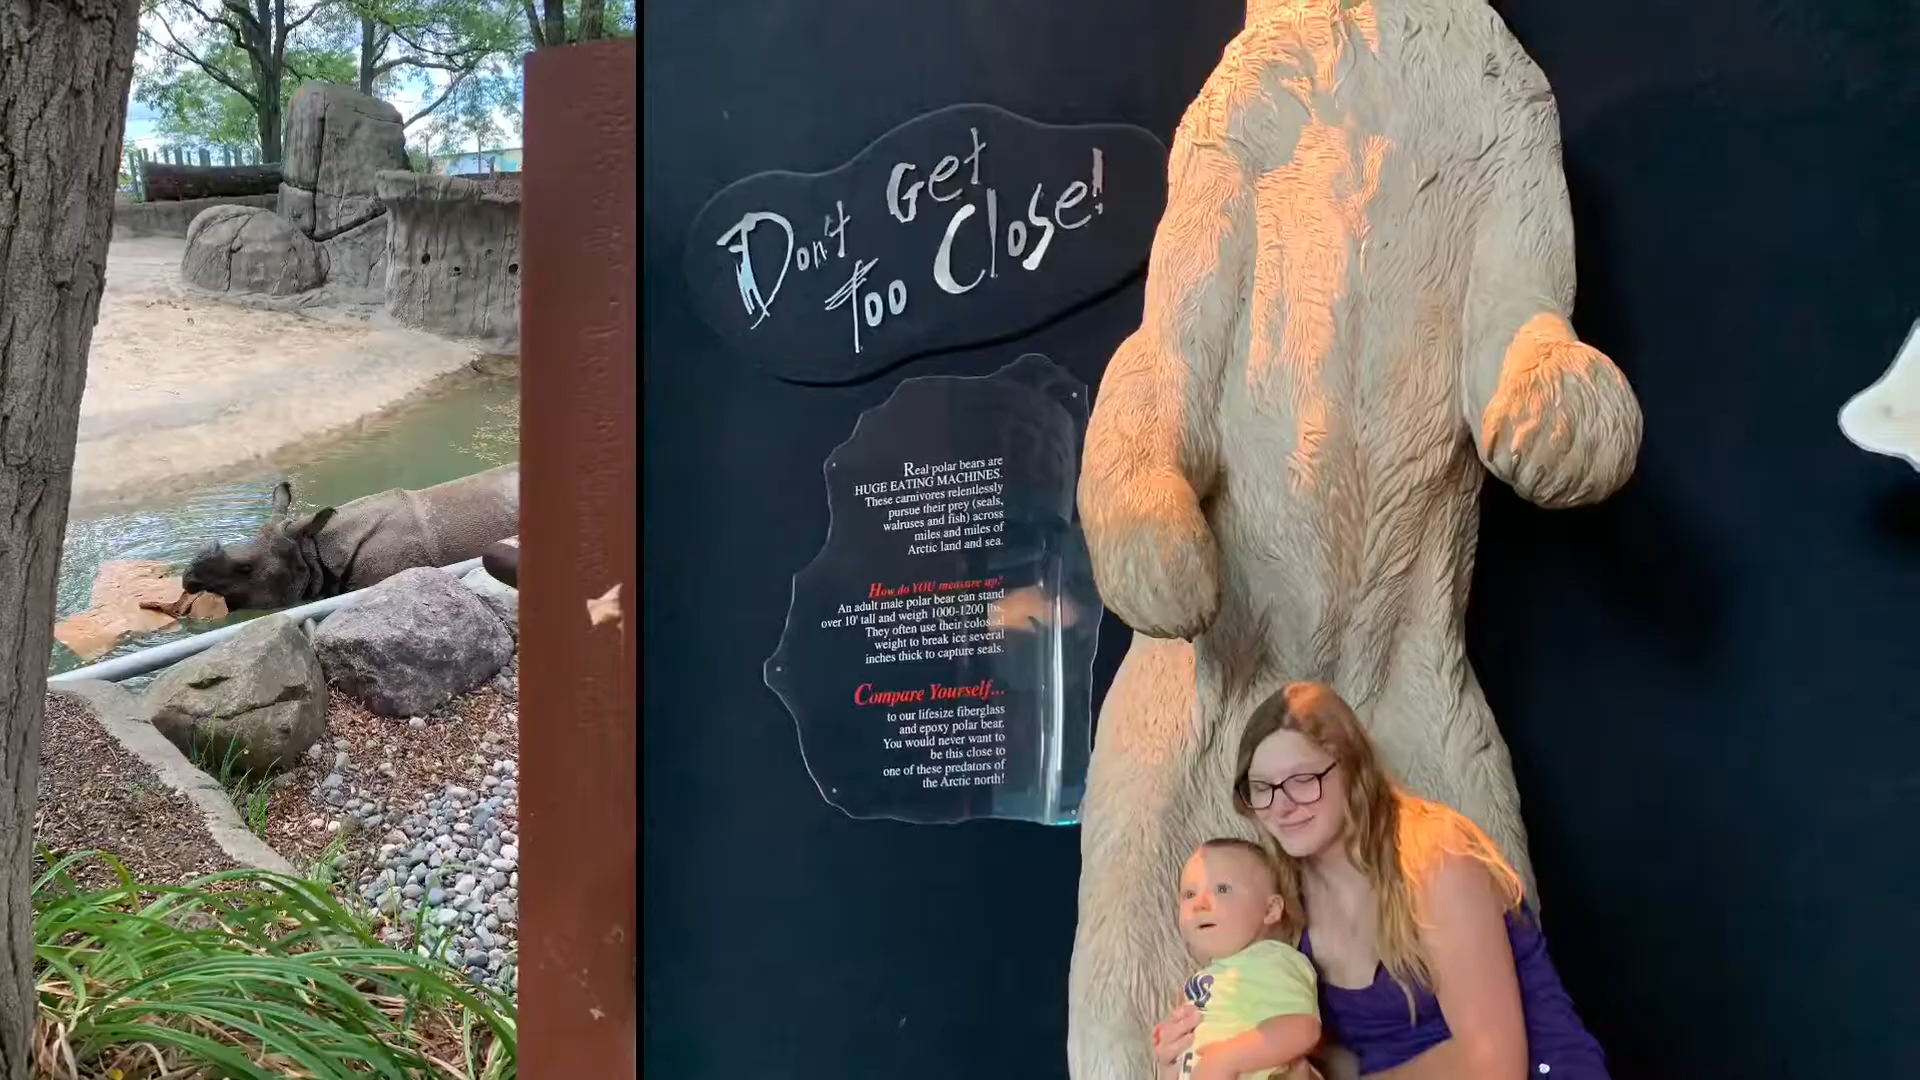 Don't Get
too Close!
Real polar bears are
HUGE EATING MACHINES.
These carnivores relentlessly
pursue their prey (seals,
walruses and fish) across
miles and miles of
Arctic land and sea.
How do YOU measure up?
An adult male polar bear can stand
over 10' tall and weigh 1000-1200 lbs.
They often use their colossal
weight to break ice several
inches thick to capture seals.
Compare Yourself...
to our lifesize fiberglass
and epoxy polar bear.
You would never want to
be this close to
one of these predators of
the Arctic north!